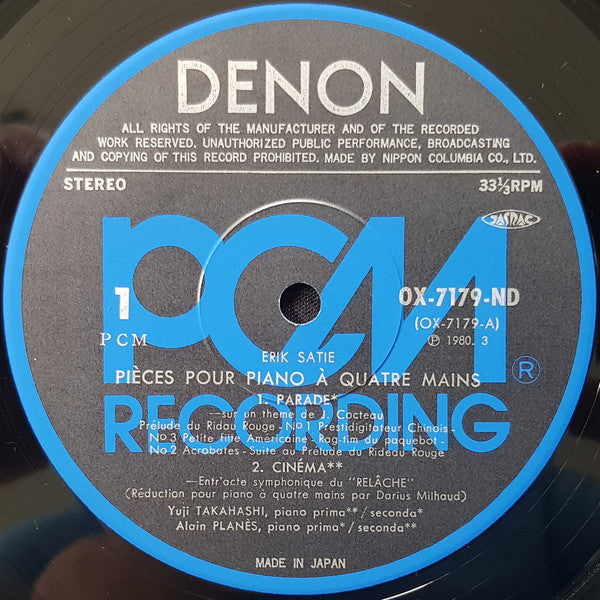 DENON
ALL RIGHTS OF THE MANUFACTURER AND OF THE RECORDED
WORK RESERVED. UNAUTHORIZED PUBLIC PERFORMANCE, BROADCASTING
AND COPYING OF THIS RECORD PROHIBITED. MADE BY NIPPON COLUMBIA CO., LTD.
STEREO
33⅓RPM
JASRAC
PCM
RECORDING®
1
PCM
OX-7179-ND
(OX-7179-A)
℗ 1980. 3
ERIK SATIE
PIÈCES POUR PIANO À QUATRE MAINS
1. PARADE*
—sur un thème de J. Cocteau
Prélude du Ridau Rouge - No 1 Prestidigitateur Chinois -
No 3 Petite fille Américaine - Rag-tim du paquebot -
No 2 Acrobates - Suite au Prélude du Rideau Rouge
2. CINÉMA**
—Entr'acte symphonique du "RELÂCHE"
(Réduction pour piano à quatre mains par Darius Milhaud)
Yuji TAKAHASHI, piano prima**/seconda*
Alain PLANÈS, piano prima*/seconda**
MADE IN JAPAN